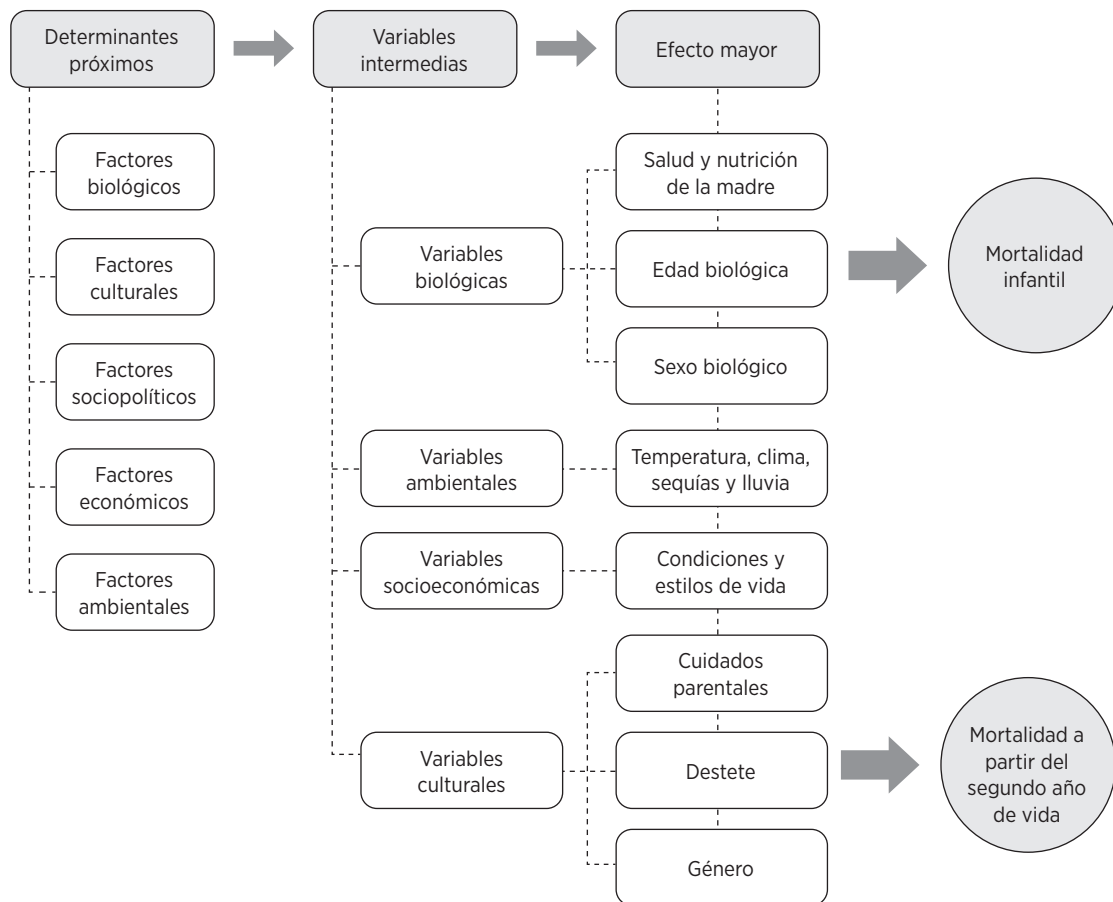 Determinantes
próximos
Variables
intermedias
Efecto mayor
Factores
biológicos
Factores
culturales
Factores
sociopolíticos
Factores
económicos
Factores
ambientales
Variables
biológicas
Variables
ambientales
Variables
socioeconómicas
Variables
culturales
Salud y nutrición
de la madre
Edad biológica
Sexo biológico
Temperatura, clima,
sequías y lluvia
Condiciones y
estilos de vida
Cuidados
parentales
Destete
Género
Mortalidad
infantil
Mortalidad a
partir del
segundo año
de vida